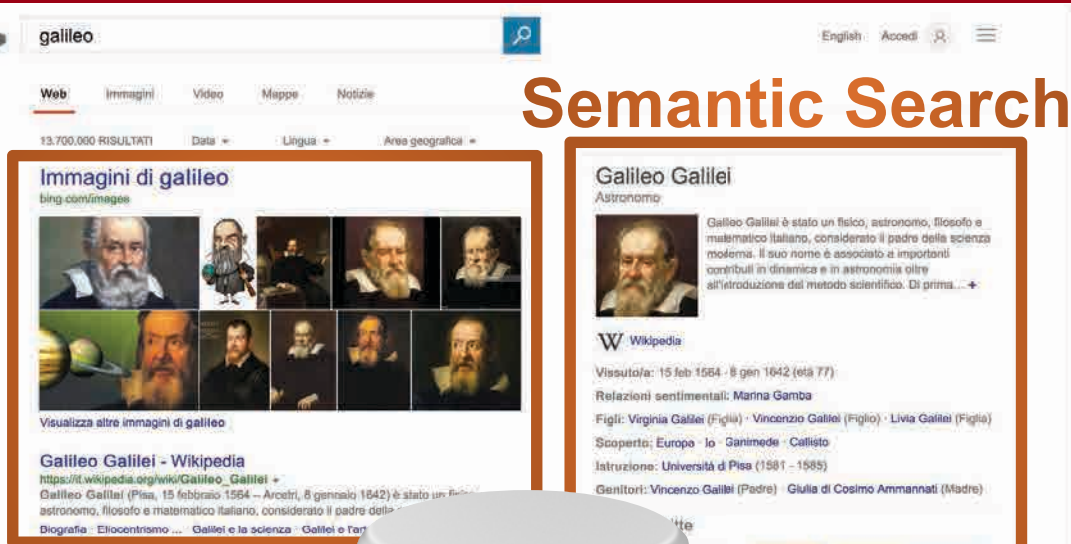 galileo
English Accedi
Web Immagini Video Mappe Notizie
Semantic Search
13.700.000 RISULTATI Data Lingua Area geografica
Immagini di galileo
bing.com/images
Visualizza altre immagini di galileo
Galileo Galilei - Wikipedia
https://it.wikipedia.org/wiki/Galileo_Galilei
Galileo Galilei (Pisa, 15 febbraio 1564 – Arcetri, 8 gennaio 1642) è stato un fisico
astronomo, filosofo e matematico italiano, considerato il padre della
Biografia · Eliocentrismo ... · Galilei e la scienza · Galilei e l'art
Galileo Galilei
Astronomo
Galileo Galilei è stato un fisico, astronomo, filosofo e
matematico italiano, considerato il padre della scienza
moderna. Il suo nome è associato a importanti
contributi in dinamica e in astronomia oltre
all'introduzione del metodo scientifico. Di prima... +
W Wikipedia
Vissuto/a: 15 feb 1564 · 8 gen 1642 (età 77)
Relazioni sentimentali: Marina Gamba
Figli: Virginia Galilei (Figlia) · Vincenzio Galilei (Figlio) · Livia Galilei (Figlia)
Scoperto: Europa · Io · Ganimede · Callisto
Istruzione: Università di Pisa (1581 - 1585)
Genitori: Vincenzo Galilei (Padre) · Giulia di Cosimo Ammannati (Madre)